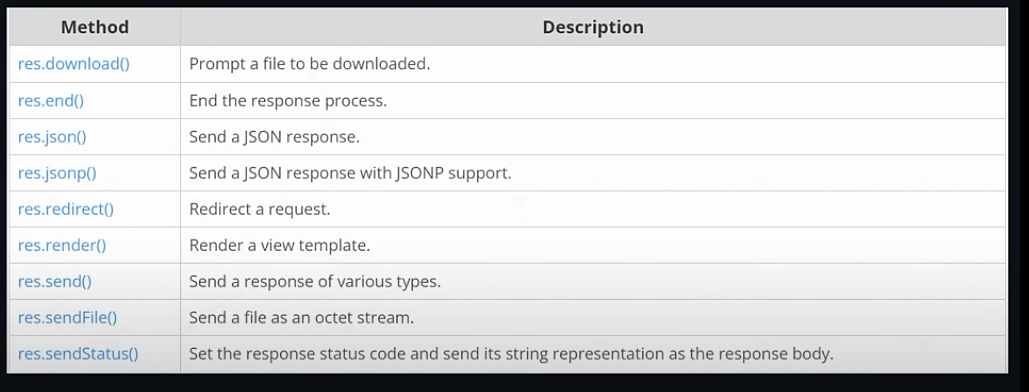 Method Description
res.download() Prompt a file to be downloaded.
res.end() End the response process.
res.json() Send a JSON response.
res.jsonp() Send a JSON response with JSONP support.
res.redirect() Redirect a request.
res.render() Render a view template.
res.send() Send a response of various types.
res.sendFile() Send a file as an octet stream.
res.sendStatus() Set the response status code and send its string representation as the response body.